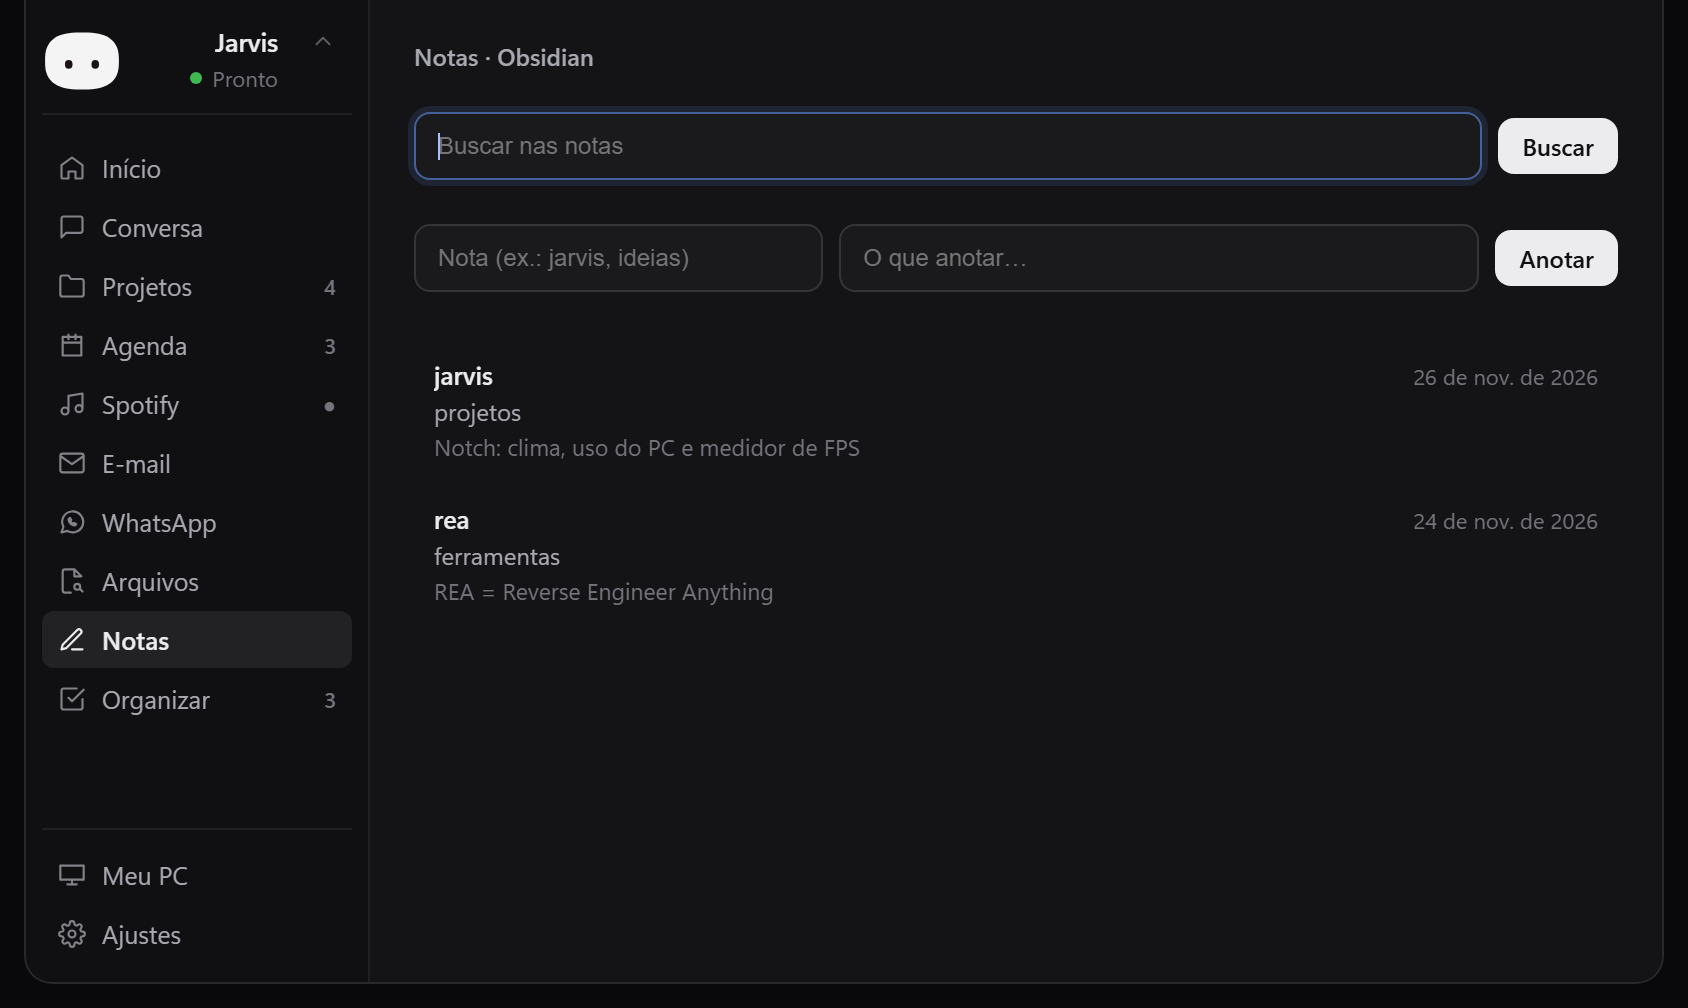 Jarvis
Pronto
Início
Conversa
Projetos 4
Agenda 3
Spotify
E-mail
WhatsApp
Arquivos
Notas
Organizar 3
Meu PC
Ajustes
Notas · Obsidian
Buscar nas notas
Buscar
Nota (ex.: jarvis, ideias)
O que anotar…
Anotar
jarvis 26 de nov. de 2026
projetos
Notch: clima, uso do PC e medidor de FPS
rea 24 de nov. de 2026
ferramentas
REA = Reverse Engineer Anything